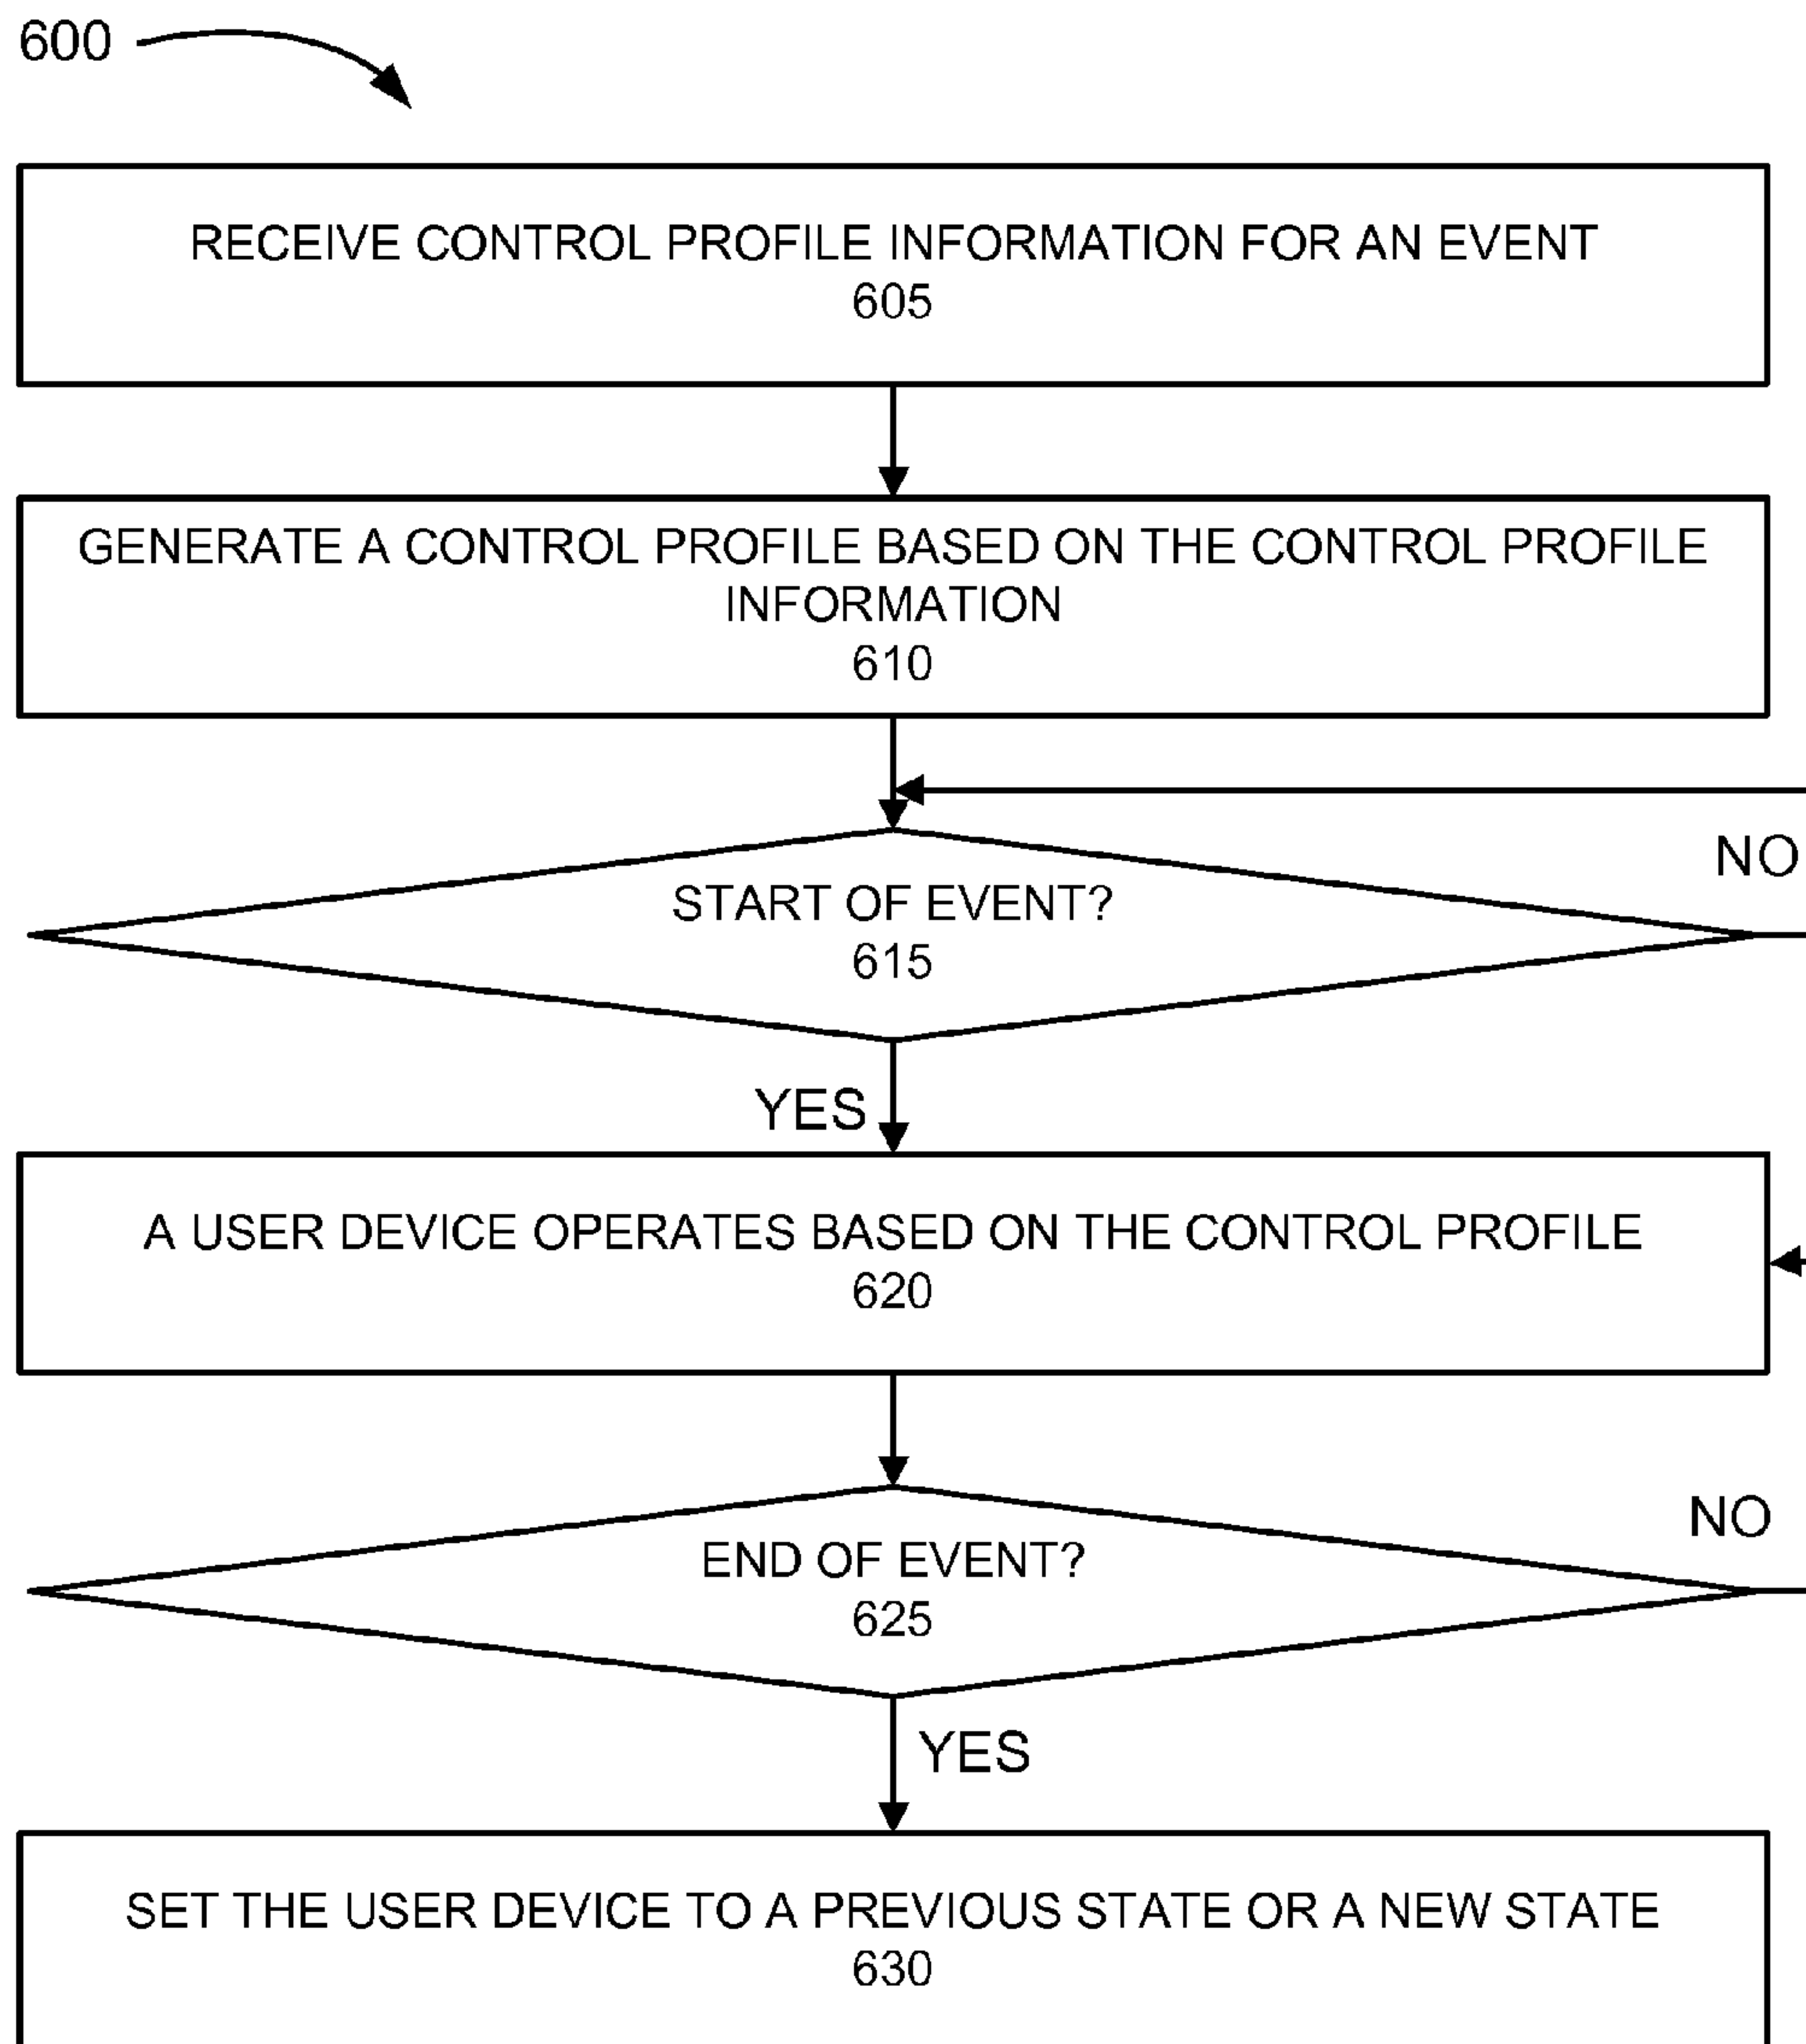 600
RECEIVE CONTROL PROFILE INFORMATION FOR AN EVENT
605
GENERATE A CONTROL PROFILE BASED ON THE CONTROL PROFILE
INFORMATION
610
NO
START OF EVENT?
615
YES
A USER DEVICE OPERATES BASED ON THE CONTROL PROFILE
620
NO
END OF EVENT?
625
YES
SET THE USER DEVICE TO A PREVIOUS STATE OR A NEW STATE
630